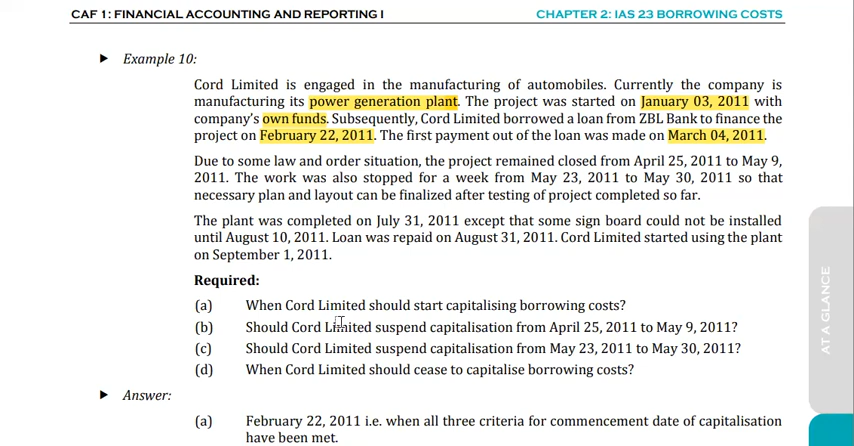 CAF 1: FINANCIAL ACCOUNTING AND REPORTING I
CHAPTER 2: IAS 23 BORROWING COSTS
Example 10:
Cord Limited is engaged in the manufacturing of automobiles. Currently the company is
manufacturing its power generation plant. The project was started on January 03, 2011 with
company's own funds. Subsequently, Cord Limited borrowed a loan from ZBL Bank to finance the
project on February 22, 2011. The first payment out of the loan was made on March 04, 2011.
Due to some law and order situation, the project remained closed from April 25, 2011 to May 9,
2011. The work was also stopped for a week from May 23, 2011 to May 30, 2011 so that
necessary plan and layout can be finalized after testing of project completed so far.
The plant was completed on July 31, 2011 except that some sign board could not be installed
until August 10, 2011. Loan was repaid on August 31, 2011. Cord Limited started using the plant
on September 1, 2011.
Required:
(a) When Cord Limited should start capitalising borrowing costs?
(b) Should Cord Limited suspend capitalisation from April 25, 2011 to May 9, 2011?
(c) Should Cord Limited suspend capitalisation from May 23, 2011 to May 30, 2011?
(d) When Cord Limited should cease to capitalise borrowing costs?
Answer:
(a) February 22, 2011 i.e. when all three criteria for commencement date of capitalisation
have been met.
AT A GLANCE